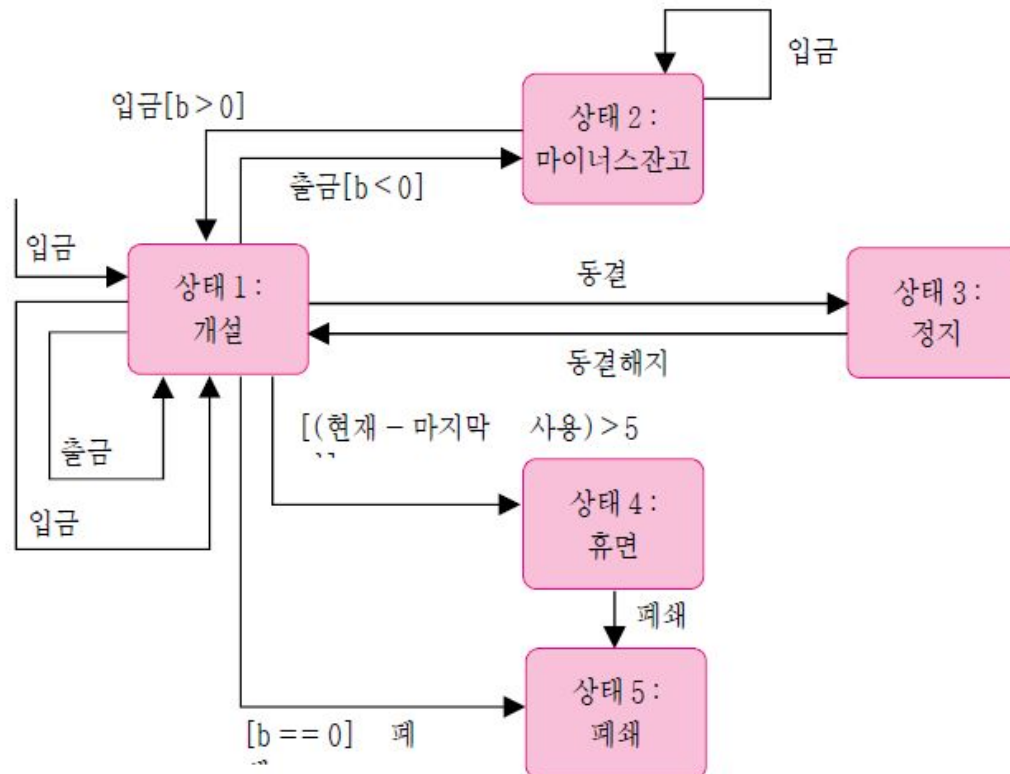 입금
상태 2 :
마이너스잔고
입금[b > 0]
출금[b < 0]
입금
상태 1 :
개설
동결
상태 3 :
정지
동결해지
[(현재 - 마지막 사용) > 5
출금
입금
상태 4 :
휴면
폐쇄
상태 5 :
폐쇄
[b == 0] 폐